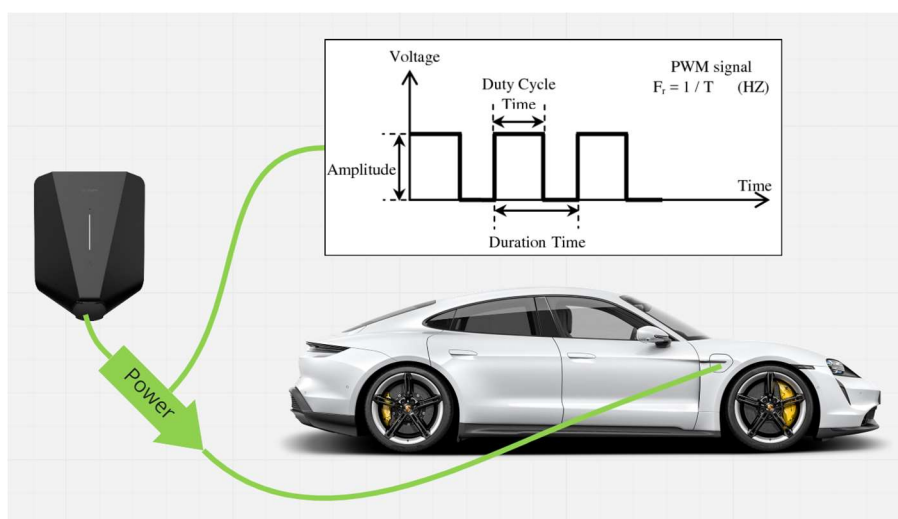 Voltage
PWM signal
Fr = 1 / T (HZ)
Duty Cycle
Time
Amplitude
Time
Duration Time
Power